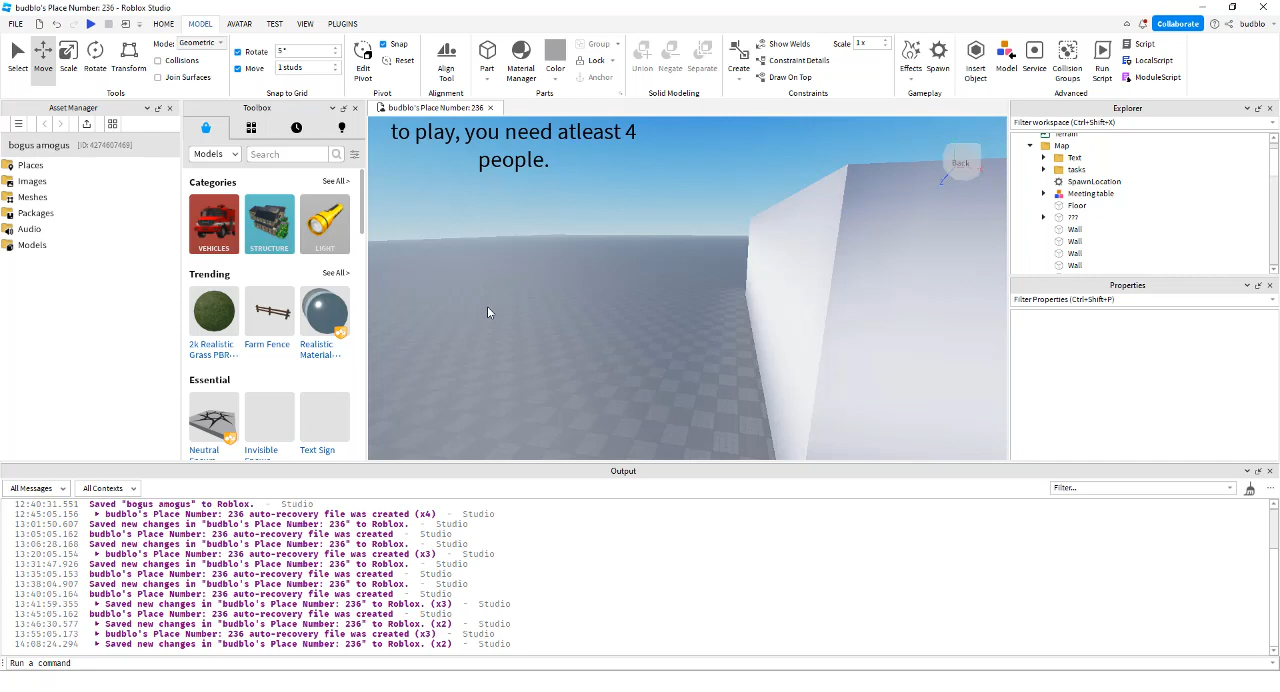 budblo's Place Number: 236 - Roblox Studio
FILE HOME MODEL AVATAR TEST VIEW PLUGINS Collaborate budblo
Select Move Scale Rotate Transform
Mode: Geometric
Collisions
Join Surfaces
Tools
Rotate 5°
Move 1 studs
Snap to Grid
Edit Pivot
Snap
Reset
Pivot
Align Tool
Alignment
Part Material Manager Color
Group
Lock
Anchor
Parts
Union Negate Separate
Solid Modeling
Create
Show Welds
Constraint Details
Draw On Top
Scale 1x
Constraints
Effects Spawn
Gameplay
Insert Object Model Service Collision Groups Run Script
Script
LocalScript
ModuleScript
Advanced
Asset Manager
bogus amogus [ID: 4274607469]
Places
Images
Meshes
Packages
Audio
Models
Toolbox
Models Search
Categories See All >
VEHICLES STRUCTURE LIGHT
Trending See All >
2k Realistic Grass PBR... Farm Fence Realistic Material...
Essential
Neutral Invisible Text Sign
budblo's Place Number: 236
to play, you need atleast 4
people.
Back
Explorer
Filter workspace (Ctrl+Shift+X)
Terrain
Map
Text
tasks
SpawnLocation
Meeting table
Floor
???
Wall
Wall
Wall
Wall
Properties
Filter Properties (Ctrl+Shift+P)
Output
All Messages All Contexts Filter...
12:40:31.551 Saved "bogus amogus" to Roblox. - Studio
12:45:05.156 budblo's Place Number: 236 auto-recovery file was created (x4) - Studio
13:01:50.607 Saved new changes in "budblo's Place Number: 236" to Roblox. - Studio
13:05:05.162 budblo's Place Number: 236 auto-recovery file was created - Studio
13:06:28.168 Saved new changes in "budblo's Place Number: 236" to Roblox. - Studio
13:20:05.154 budblo's Place Number: 236 auto-recovery file was created (x3) - Studio
13:31:47.926 Saved new changes in "budblo's Place Number: 236" to Roblox. - Studio
13:35:05.153 budblo's Place Number: 236 auto-recovery file was created - Studio
13:38:04.907 Saved new changes in "budblo's Place Number: 236" to Roblox. - Studio
13:40:05.164 budblo's Place Number: 236 auto-recovery file was created - Studio
13:41:59.355 Saved new changes in "budblo's Place Number: 236" to Roblox. (x3) - Studio
13:45:05.162 budblo's Place Number: 236 auto-recovery file was created - Studio
13:46:30.577 Saved new changes in "budblo's Place Number: 236" to Roblox. (x2) - Studio
13:55:05.173 budblo's Place Number: 236 auto-recovery file was created (x3) - Studio
14:08:24.294 Saved new changes in "budblo's Place Number: 236" to Roblox. (x2) - Studio
Run a command